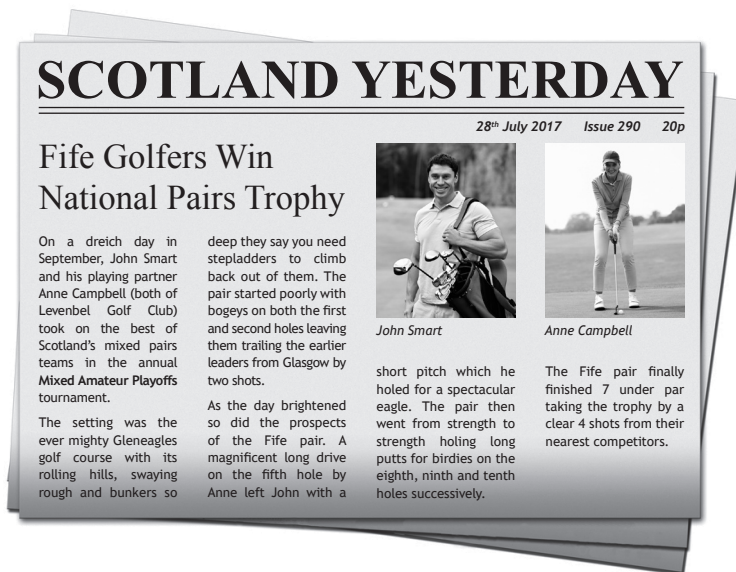 SCOTLAND YESTERDAY
28th July 2017 Issue 290 20p
Fife Golfers Win
National Pairs Trophy
On a dreich day in
September, John Smart
and his playing partner
Anne Campbell (both of
Levenbel Golf Club)
took on the best of
Scotland's mixed pairs
teams in the annual
Mixed Amateur Playoffs
tournament.
The setting was the
ever mighty Gleneagles
golf course with its
rolling hills, swaying
rough and bunkers so
deep they say you need
stepladders to climb
back out of them. The
pair started poorly with
bogeys on both the first
and second holes leaving
them trailing the earlier
leaders from Glasgow by
two shots.
As the day brightened
so did the prospects
of the Fife pair. A
magnificent long drive
on the fifth hole by
Anne left John with a
John Smart
short pitch which he
holed for a spectacular
eagle. The pair then
went from strength to
strength holing long
putts for birdies on the
eighth, ninth and tenth
holes successively.
Anne Campbell
The Fife pair finally
finished 7 under par
taking the trophy by a
clear 4 shots from their
nearest competitors.